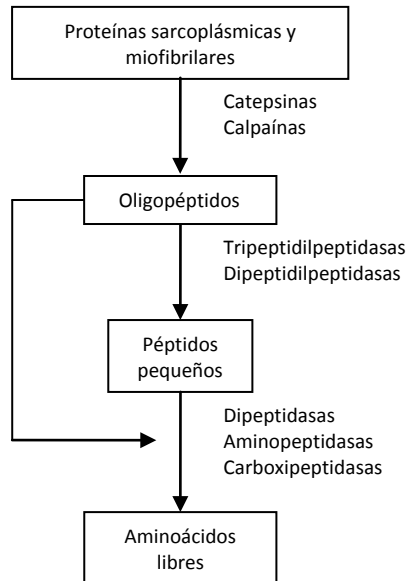 Proteínas sarcoplásmicas y
miofibrilares
Catepsinas
Calpaínas
Oligopéptidos
Tripeptidilpeptidasas
Dipeptidilpeptidasas
Péptidos
pequeños
Dipeptidasas
Aminopeptidasas
Carboxipeptidasas
Aminoácidos
libres